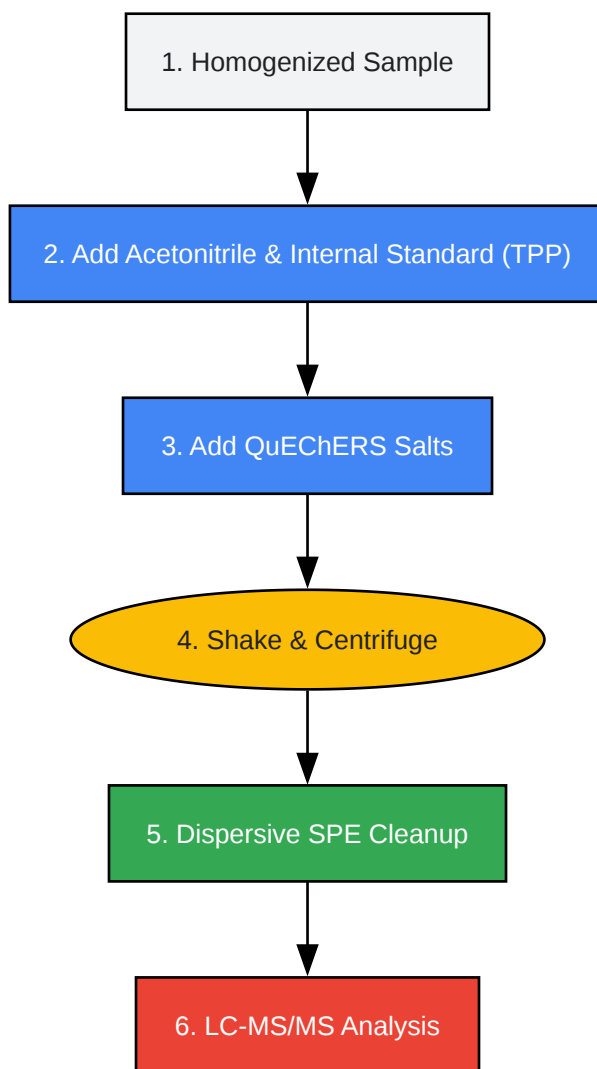 1. Homogenized Sample
2. Add Acetonitrile & Internal Standard (TPP)
3. Add QuEChERS Salts
4. Shake & Centrifuge
5. Dispersive SPE Cleanup
6. LC-MS/MS Analysis